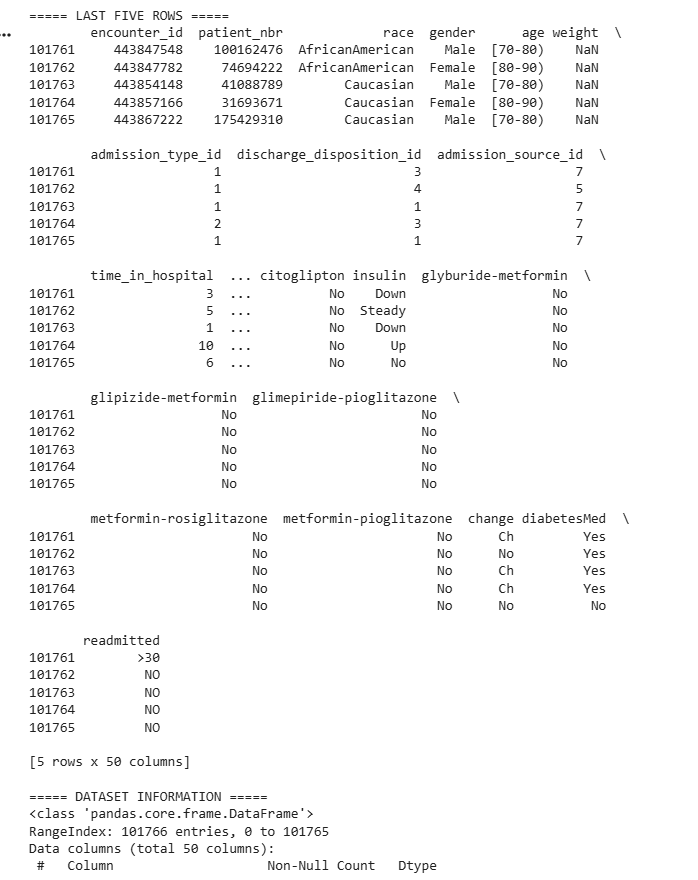 ===== LAST FIVE ROWS =====
...
encounter_id patient_nbr race gender age weight \
101761 443847548 100162476 AfricanAmerican Male [70-80) NaN
101762 443847782 74694222 AfricanAmerican Female [80-90) NaN
101763 443854148 41088789 Caucasian Male [70-80) NaN
101764 443857166 31693671 Caucasian Female [80-90) NaN
101765 443867222 175429310 Caucasian Male [70-80) NaN
admission_type_id discharge_disposition_id admission_source_id \
101761 1 3 7
101762 1 4 5
101763 1 1 7
101764 2 3 7
101765 1 1 7
time_in_hospital ... citoglipton insulin glyburide-metformin \
101761 3 ... No Down No
101762 5 ... No Steady No
101763 1 ... No Down No
101764 10 ... No Up No
101765 6 ... No No No
glipizide-metformin glimepiride-pioglitazone \
101761 No No
101762 No No
101763 No No
101764 No No
101765 No No
metformin-rosiglitazone metformin-pioglitazone change diabetesMed \
101761 No No Ch Yes
101762 No No No Yes
101763 No No Ch Yes
101764 No No Ch Yes
101765 No No No No
readmitted
101761 >30
101762 NO
101763 NO
101764 NO
101765 NO
[5 rows x 50 columns]
===== DATASET INFORMATION =====
<class 'pandas.core.frame.DataFrame'>
RangeIndex: 101766 entries, 0 to 101765
Data columns (total 50 columns):
# Column Non-Null Count Dtype